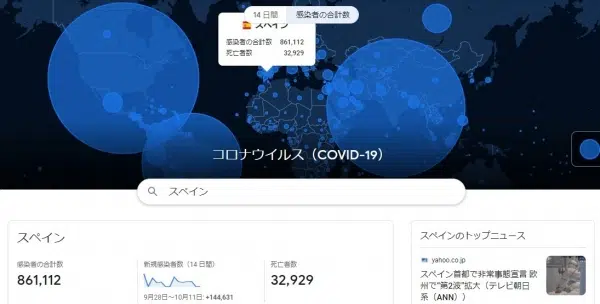 14 日間 感染者の合計数
スペイン
感染者の合計数 861,112
死亡者数 32,929
コロナウイルス（COVID-19）
スペイン
スペイン
感染者の合計数
861,112
新規感染者数（14 日間）
9月28日～10月11日: +144,631
死亡者数
32,929
スペインのトップニュース
yahoo.co.jp
スペイン首都で非常事態宣言 欧
州で“第2波”拡大（テレビ朝日
系（ANN））